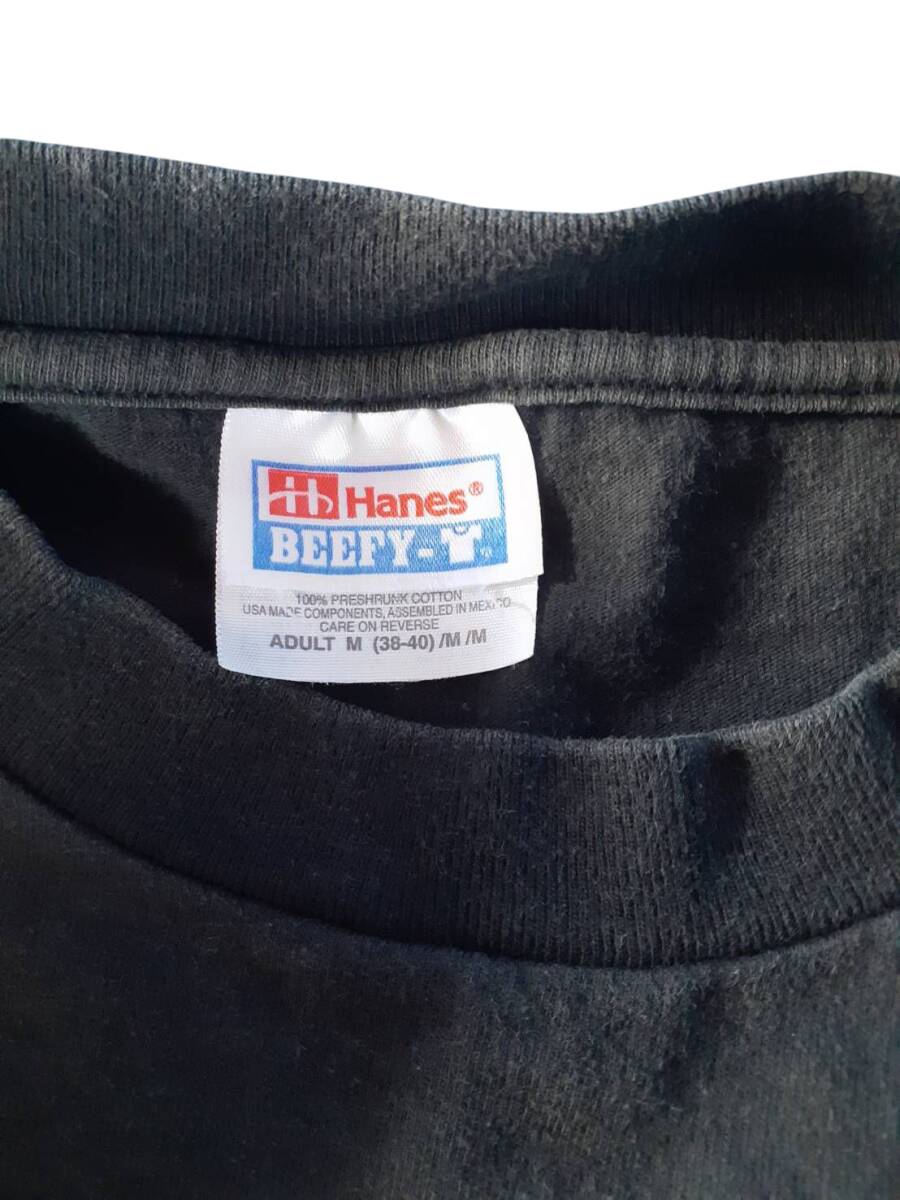 Hanes®
BEEFY-
100% PRESHRUNK COTTON
USA MADE COMPONENTS, ASSEMBLED IN MEXICO
CARE ON REVERSE
ADULT M (38-40) /M /M